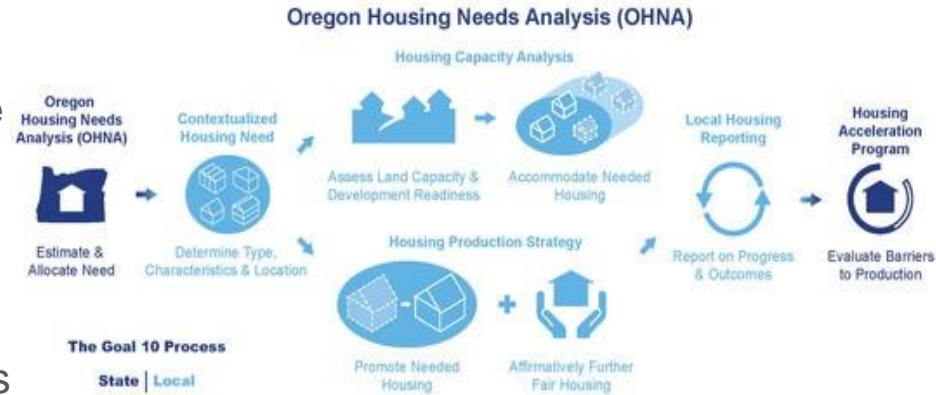 Oregon Housing Needs Analysis (OHNA)
Housing Capacity Analysis
Oregon
Housing Needs
Analysis (OHNA)
Estimate &
Allocate Need
Contextualized
Housing Need
Determine Type,
Characteristics & Location
Assess Land Capacity &
Development Readiness
Accommodate Needed
Housing
Housing Production Strategy
Promote Needed
Housing
+
Affirmatively Further
Fair Housing
Local Housing
Reporting
Report on Progress
& Outcomes
Housing
Acceleration
Program
Evaluate Barriers
to Production
The Goal 10 Process
State | Local
e
s